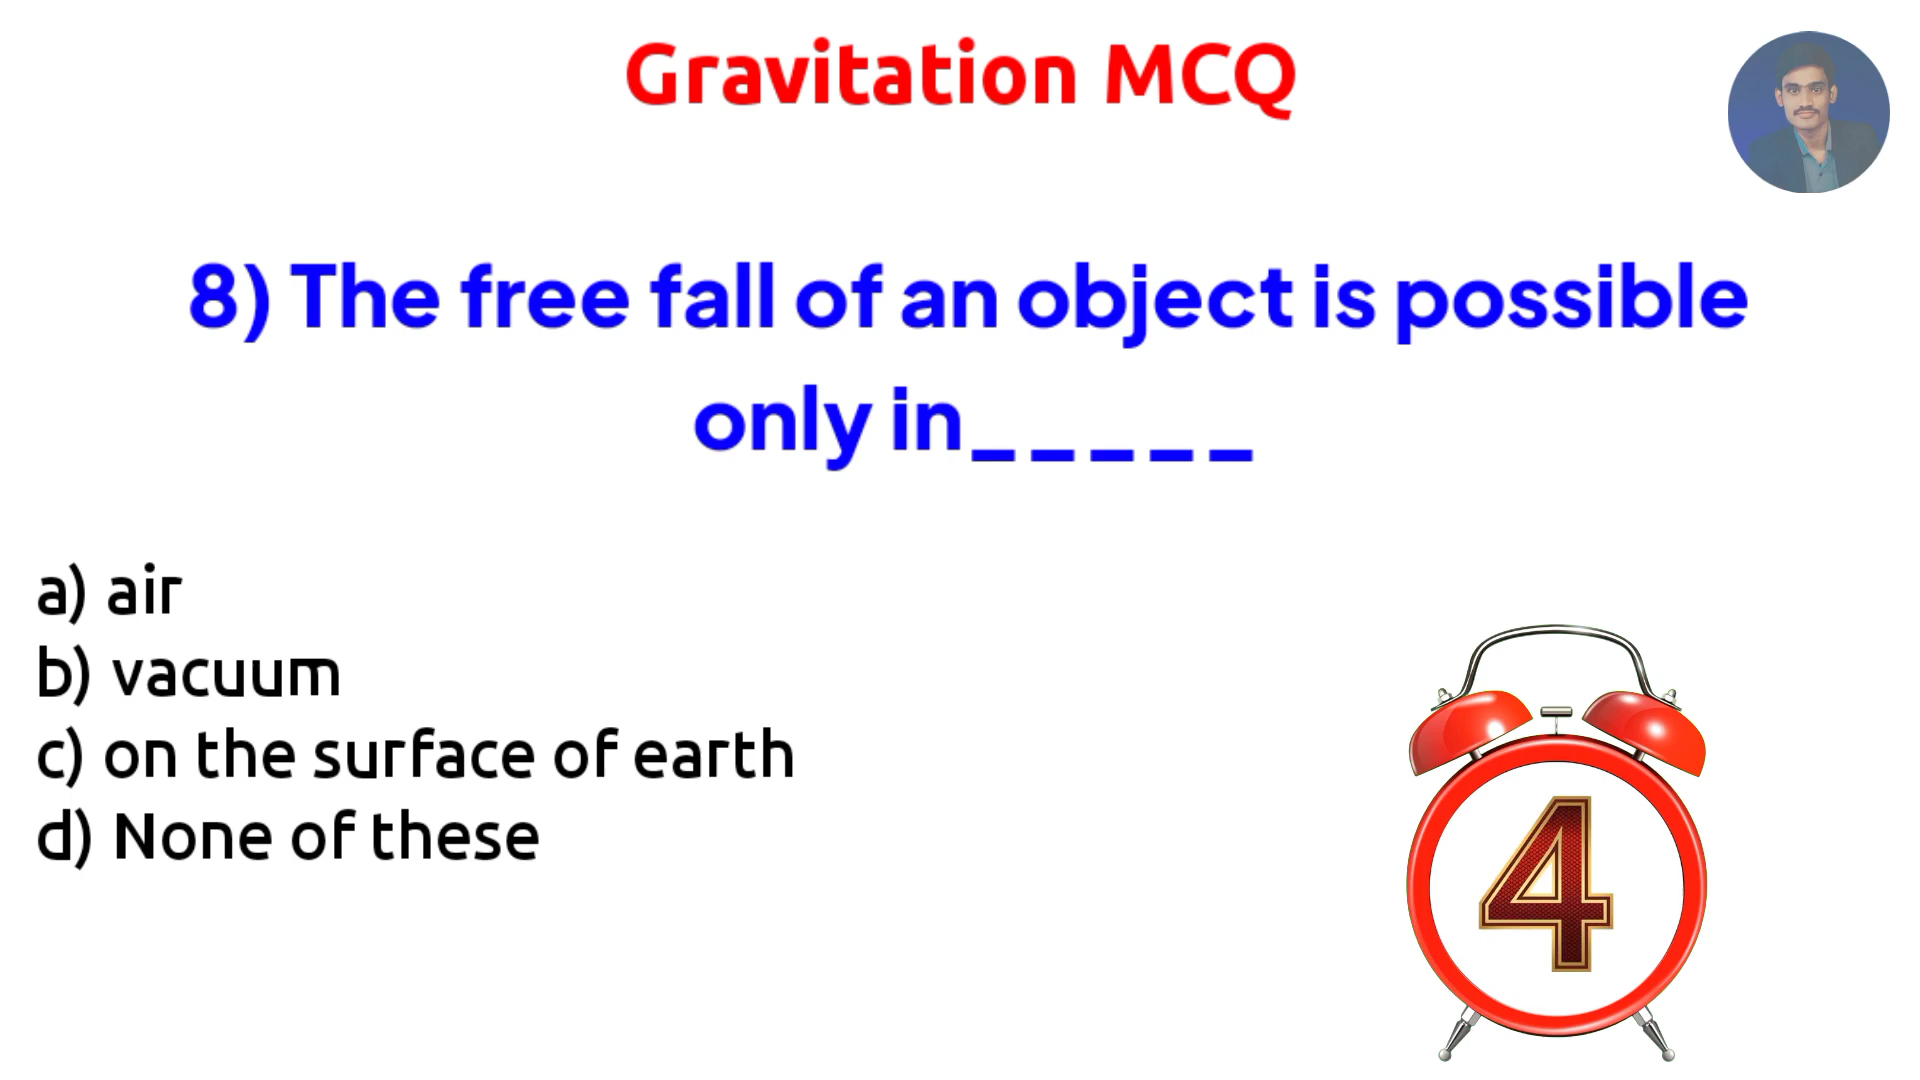 Gravitation MCQ
8) The free fall of an object is possible
only in_____
a) air
b) vacuum
c) on the surface of earth
d) None of these
4